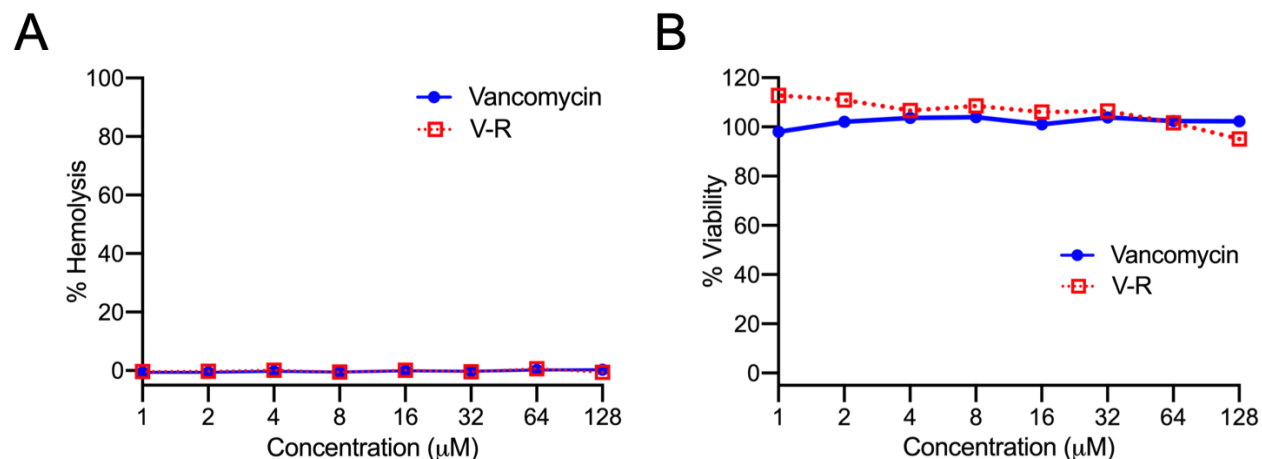 A
% Hemolysis
100
80
60
40
20
0
Vancomycin
V-R
1 2 4 8 16 32 64 128
Concentration (μM)
B
% Viability
120
100
80
60
40
20
0
Vancomycin
V-R
1 2 4 8 16 32 64 128
Concentration (μM)